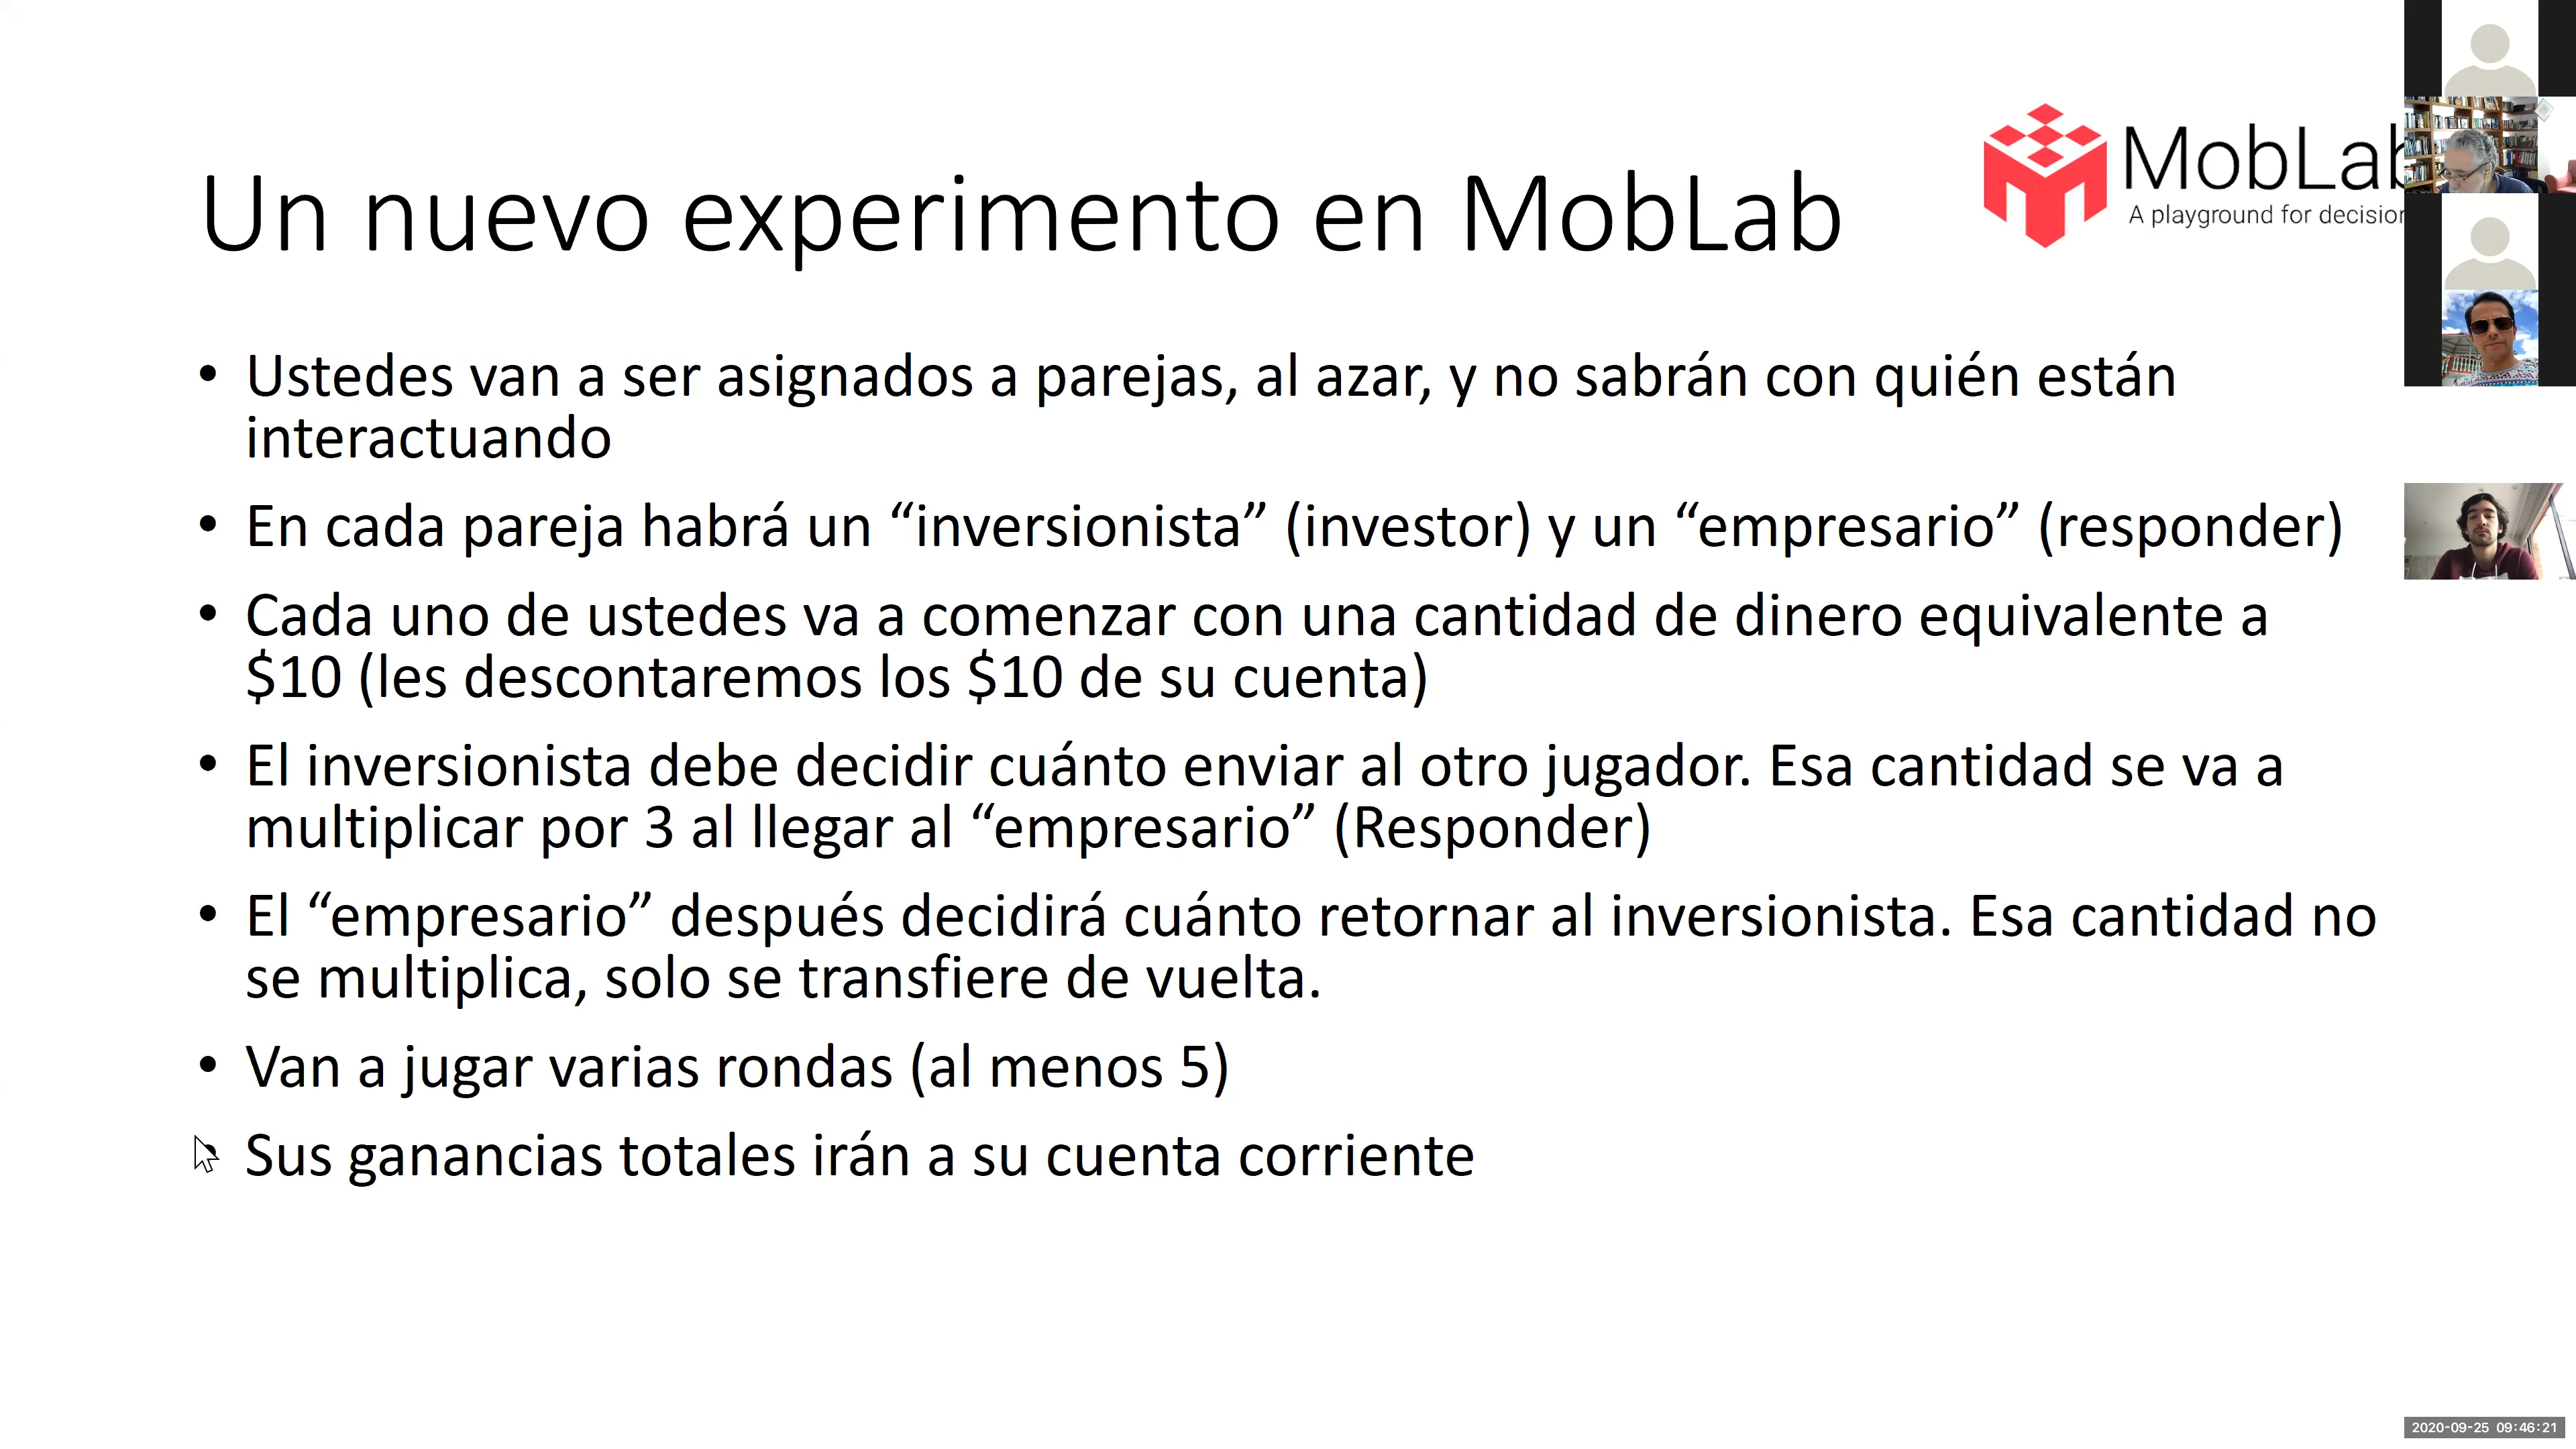 Un nuevo experimento en MobLab
MobLab
A playground for decision
• Ustedes van a ser asignados a parejas, al azar, y no sabrán con quién están
interactuando
• En cada pareja habrá un “inversionista” (investor) y un “empresario” (responder)
• Cada uno de ustedes va a comenzar con una cantidad de dinero equivalente a
$10 (les descontaremos los $10 de su cuenta)
• El inversionista debe decidir cuánto enviar al otro jugador. Esa cantidad se va a
multiplicar por 3 al llegar al “empresario” (Responder)
• El “empresario” después decidirá cuánto retornar al inversionista. Esa cantidad no
se multiplica, solo se transfiere de vuelta.
• Van a jugar varias rondas (al menos 5)
• Sus ganancias totales irán a su cuenta corriente
2020-09-25 09:46:21